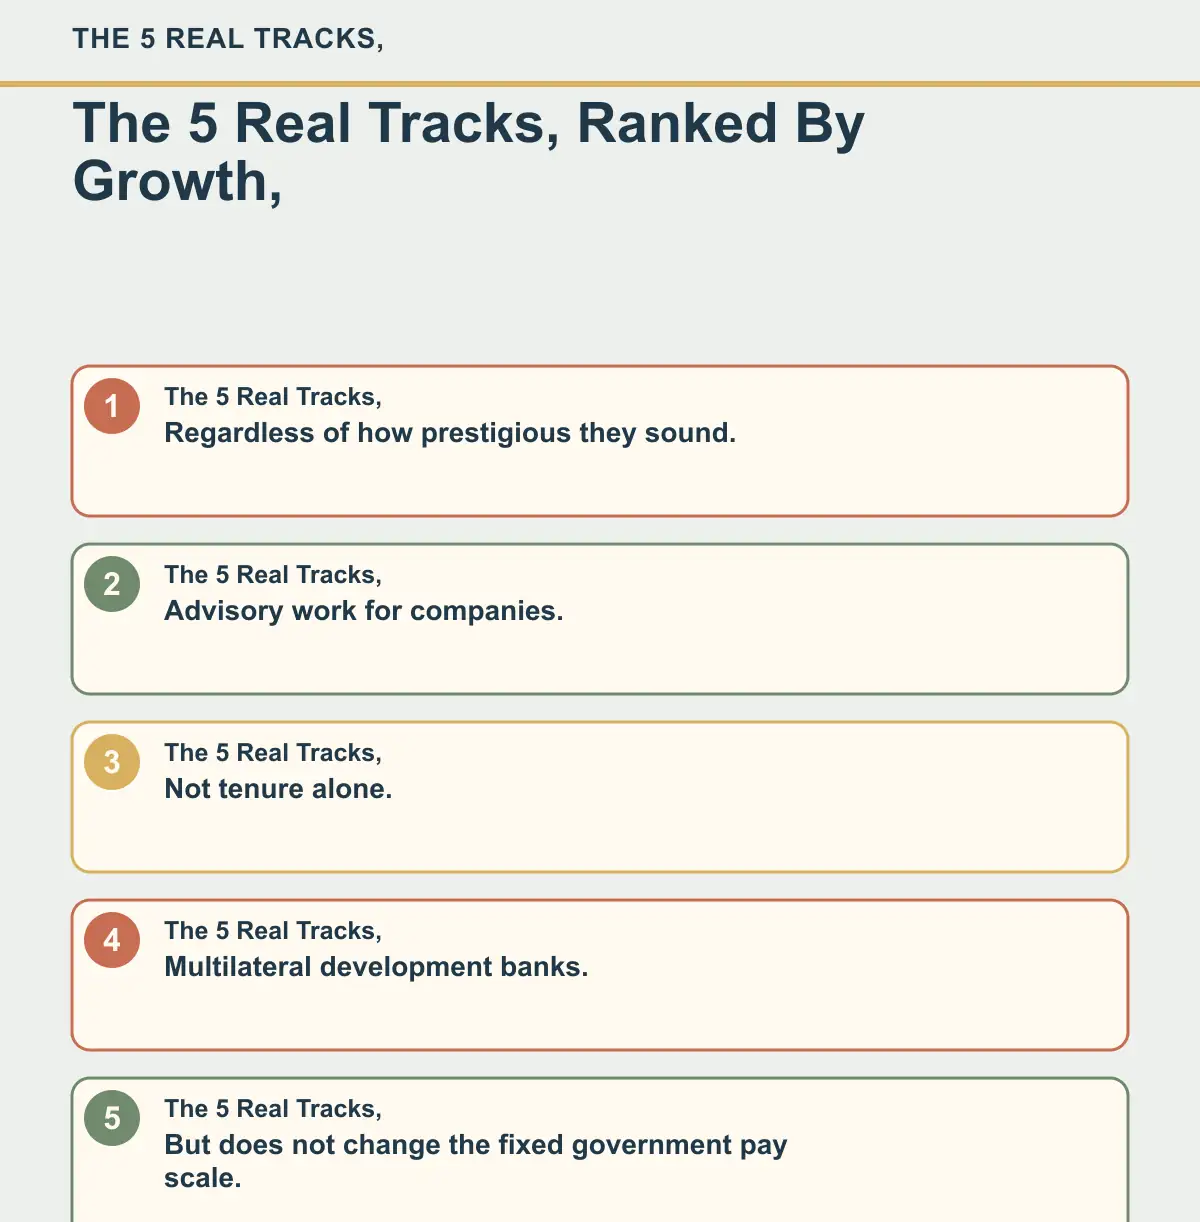 THE 5 REAL TRACKS,
The 5 Real Tracks, Ranked By
Growth,
1
The 5 Real Tracks,
Regardless of how prestigious they sound.
2
The 5 Real Tracks,
Advisory work for companies.
3
The 5 Real Tracks,
Not tenure alone.
4
The 5 Real Tracks,
Multilateral development banks.
5
The 5 Real Tracks,
But does not change the fixed government pay
scale.